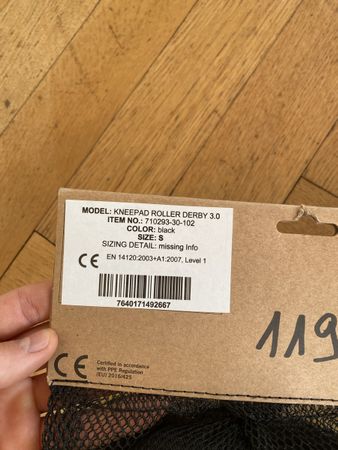 MODEL: KNEEPAD ROLLER DERBY 3.0
ITEM NO.: 710293-30-102
COLOR: black
SIZE: S
SIZING DETAIL: missing Info
CE EN 14120:2003+A1:2007, Level 1
7640171492667
119
CE Certified in accordance
with PPE Regulation
(EU) 2016/425